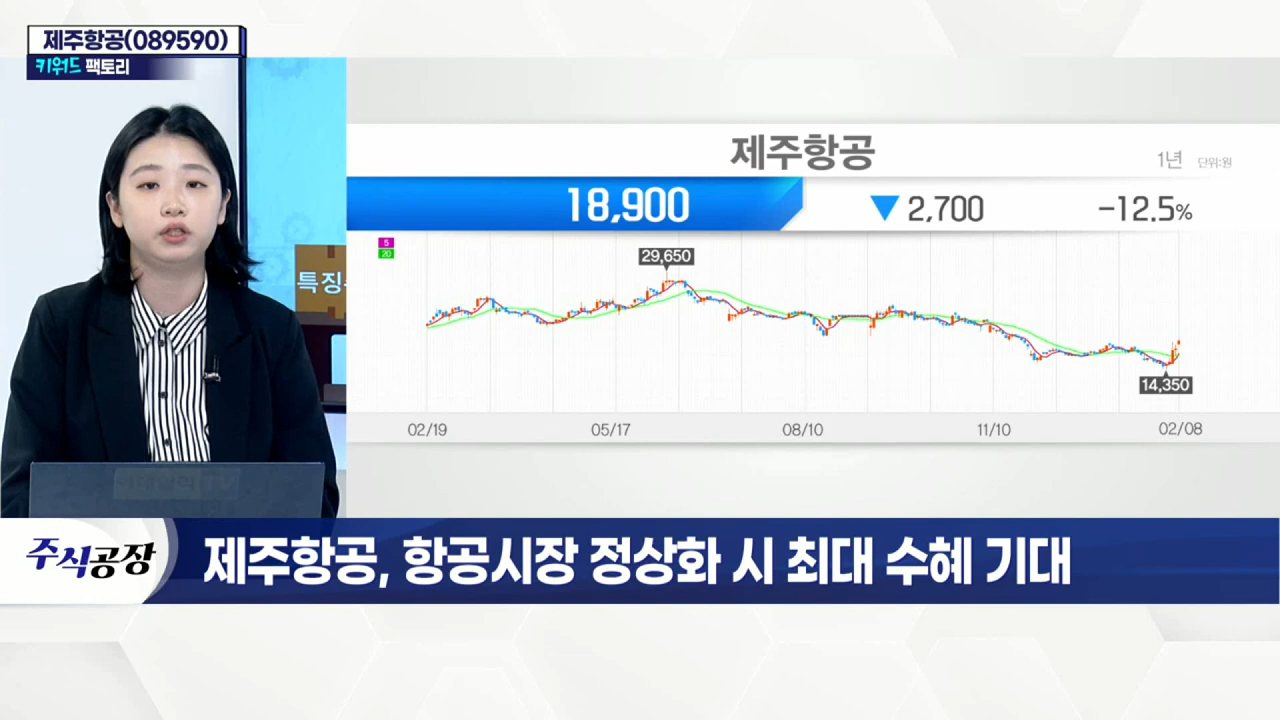 제주항공(089590)
키워드 팩토리
제주항공
1년 단위:원
18,900 ▼2,700 -12.5%
5
20
29,650
14,350
02/19 05/17 08/10 11/10 02/08
특징
주식공장
제주항공, 항공시장 정상화 시 최대 수혜 기대